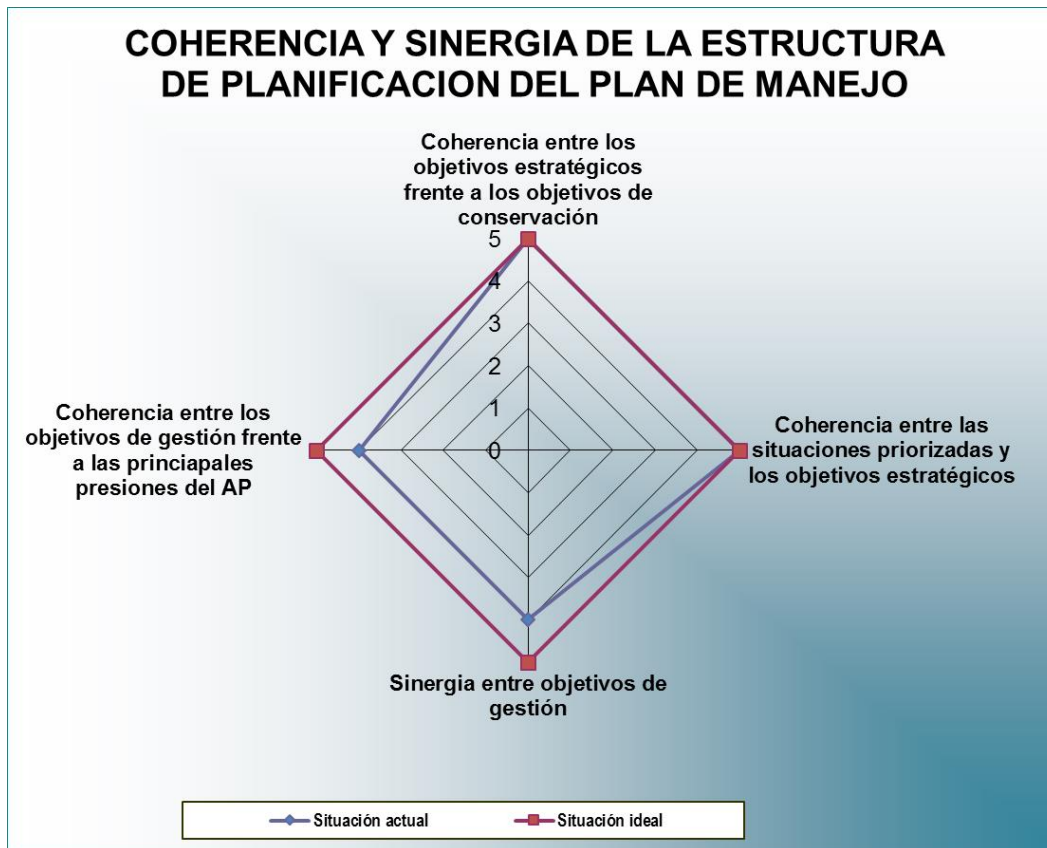 COHERENCIA Y SINERGIA DE LA ESTRUCTURA
DE PLANIFICACION DEL PLAN DE MANEJO
Coherencia entre los
objetivos estratégicos
frente a los objetivos de
conservación
5
4
3
2
1
0
Coherencia entre los
objetivos de gestión frente
a las princiapales
presiones del AP
Coherencia entre las
situaciones priorizadas y
los objetivos estratégicos
Sinergia entre objetivos de
gestión
Situación actual
Situación ideal